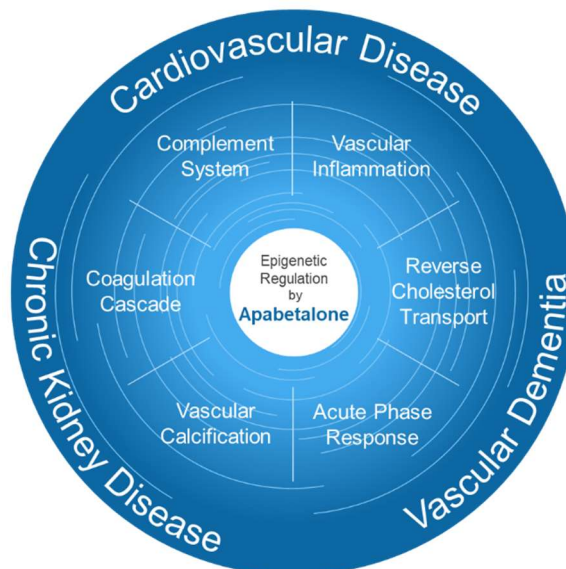 Cardiovascular Disease
Complement
System
Vascular
Inflammation
Coagulation
Cascade
Epigenetic
Regulation
by
Apabetalone
Reverse
Cholesterol
Transport
Vascular
Calcification
Acute Phase
Response
Chronic Kidney Disease
Vascular Dementia